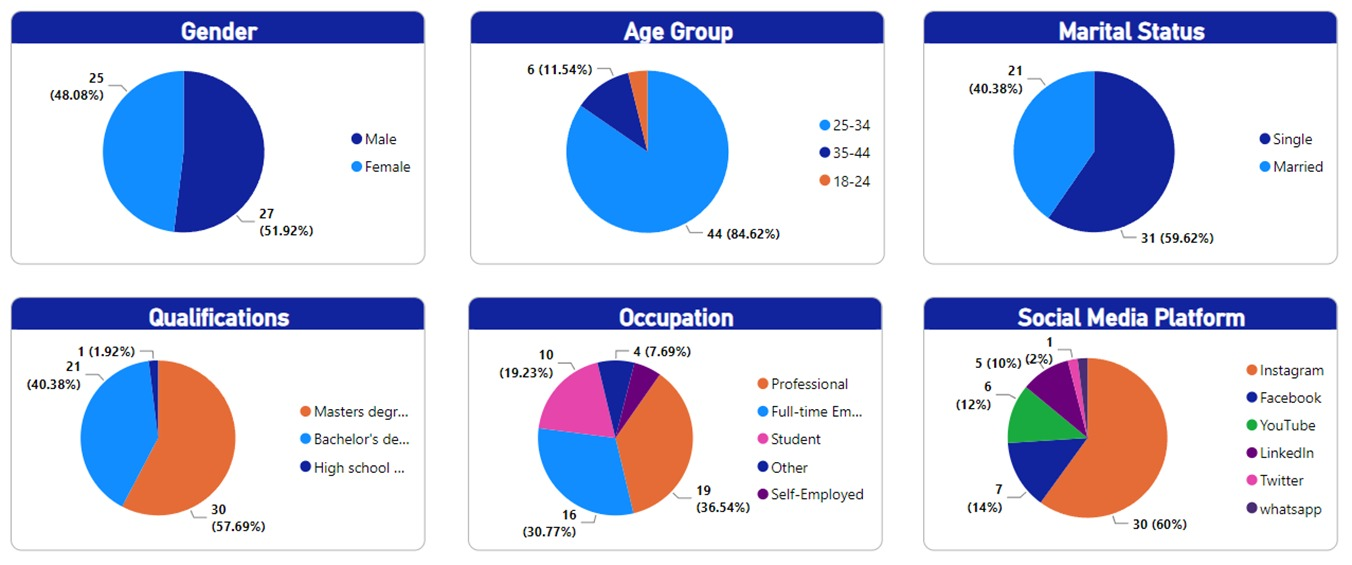 Gender
25
(48.08%)
27
(51.92%)
Male
Female
Age Group
6 (11.54%)
44 (84.62%)
25-34
35-44
18-24
Marital Status
21
(40.38%)
31 (59.62%)
Single
Married
Qualifications
1 (1.92%)
21
(40.38%)
30
(57.69%)
Masters degr...
Bachelor's de...
High school ...
Occupation
10
(19.23%)
4 (7.69%)
16
(30.77%)
19
(36.54%)
Professional
Full-time Em...
Student
Other
Self-Employed
Social Media Platform
1
(2%)
5 (10%)
6
(12%)
7
(14%)
30 (60%)
Instagram
Facebook
YouTube
LinkedIn
Twitter
whatsapp